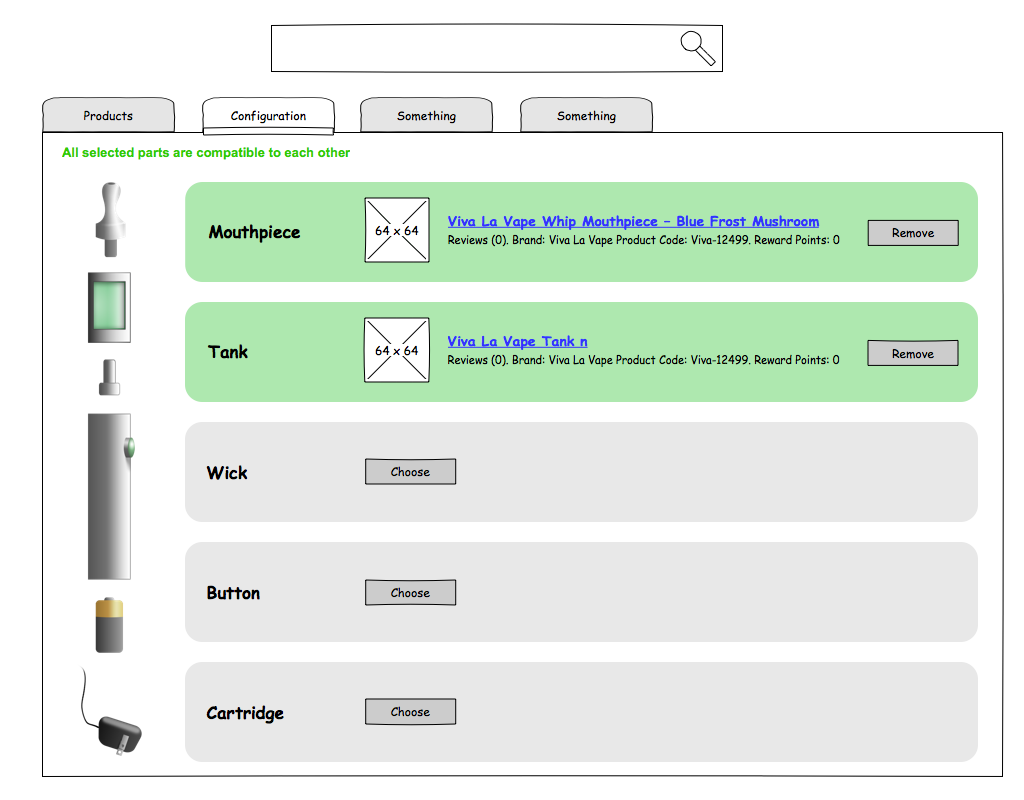 Products
Configuration
Something
Something
All selected parts are compatible to each other
Mouthpiece
64 x 64
Viva La Vape Whip Mouthpiece - Blue Frost Mushroom
Reviews (0). Brand: Viva La Vape Product Code: Viva-12499. Reward Points: 0
Remove
Tank
64 x 64
Viva La Vape Tank n
Reviews (0). Brand: Viva La Vape Product Code: Viva-12499. Reward Points: 0
Remove
Wick
Choose
Button
Choose
Cartridge
Choose